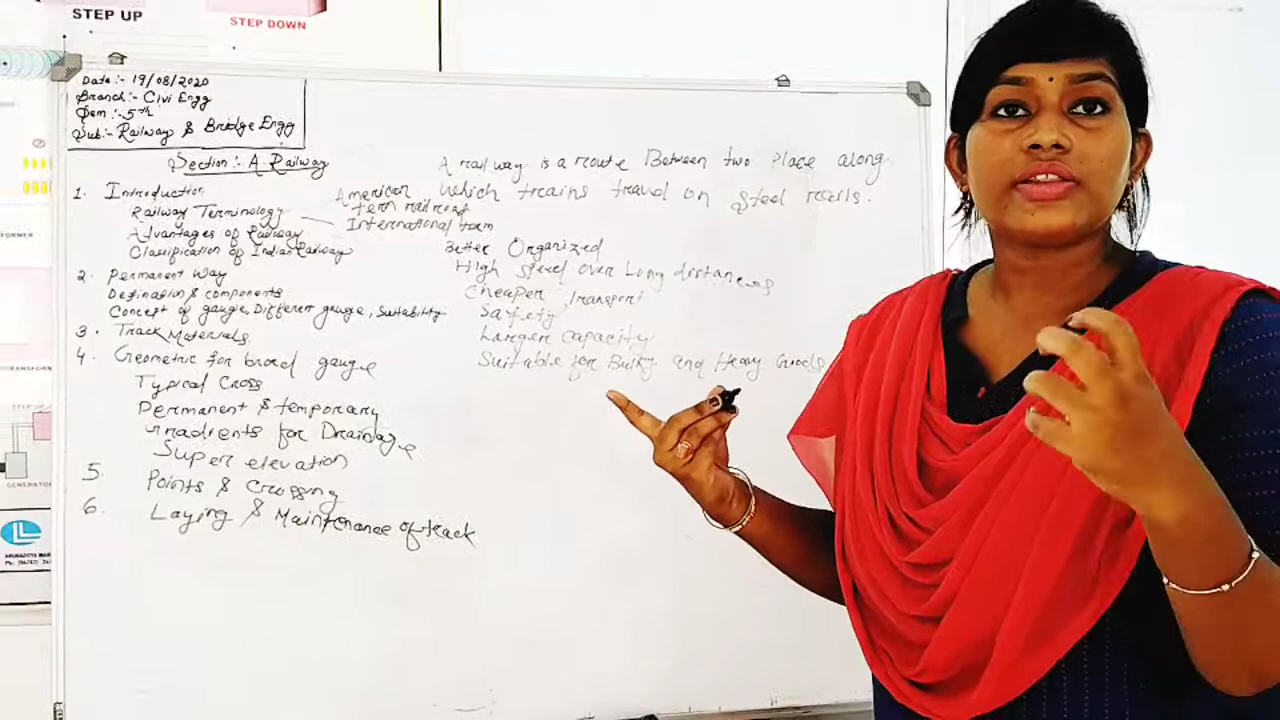 STEP UP
STEP DOWN
Date:- 19/08/2020
Branch:- Civi Engg
Sem :- 5th
Sub:- Railway & Bridge Engg
Section :- A Railway
1. Introduction
Railway Terminology
Advantages of Railway
Classification of Indian Railway
2. Permanent Way
Defination & components
Concept of gauge, Different gauge, Suitability
3. Track Materials
4. Geometric for broad gauge
Typical Cross
Permanent & temporary
Gradients for Drainage
Super elevation
5. Points & Crossing
6. Laying & Maintenance of track
American
term railroad
International term
A railway is a route Between two Place along
which trains travel on steel rails.
Better Organized
High steed over Long distances
Cheaper Transport
Safety
Larger capacity
Suitable for Bulky and Heavy Goods
GENERATOR